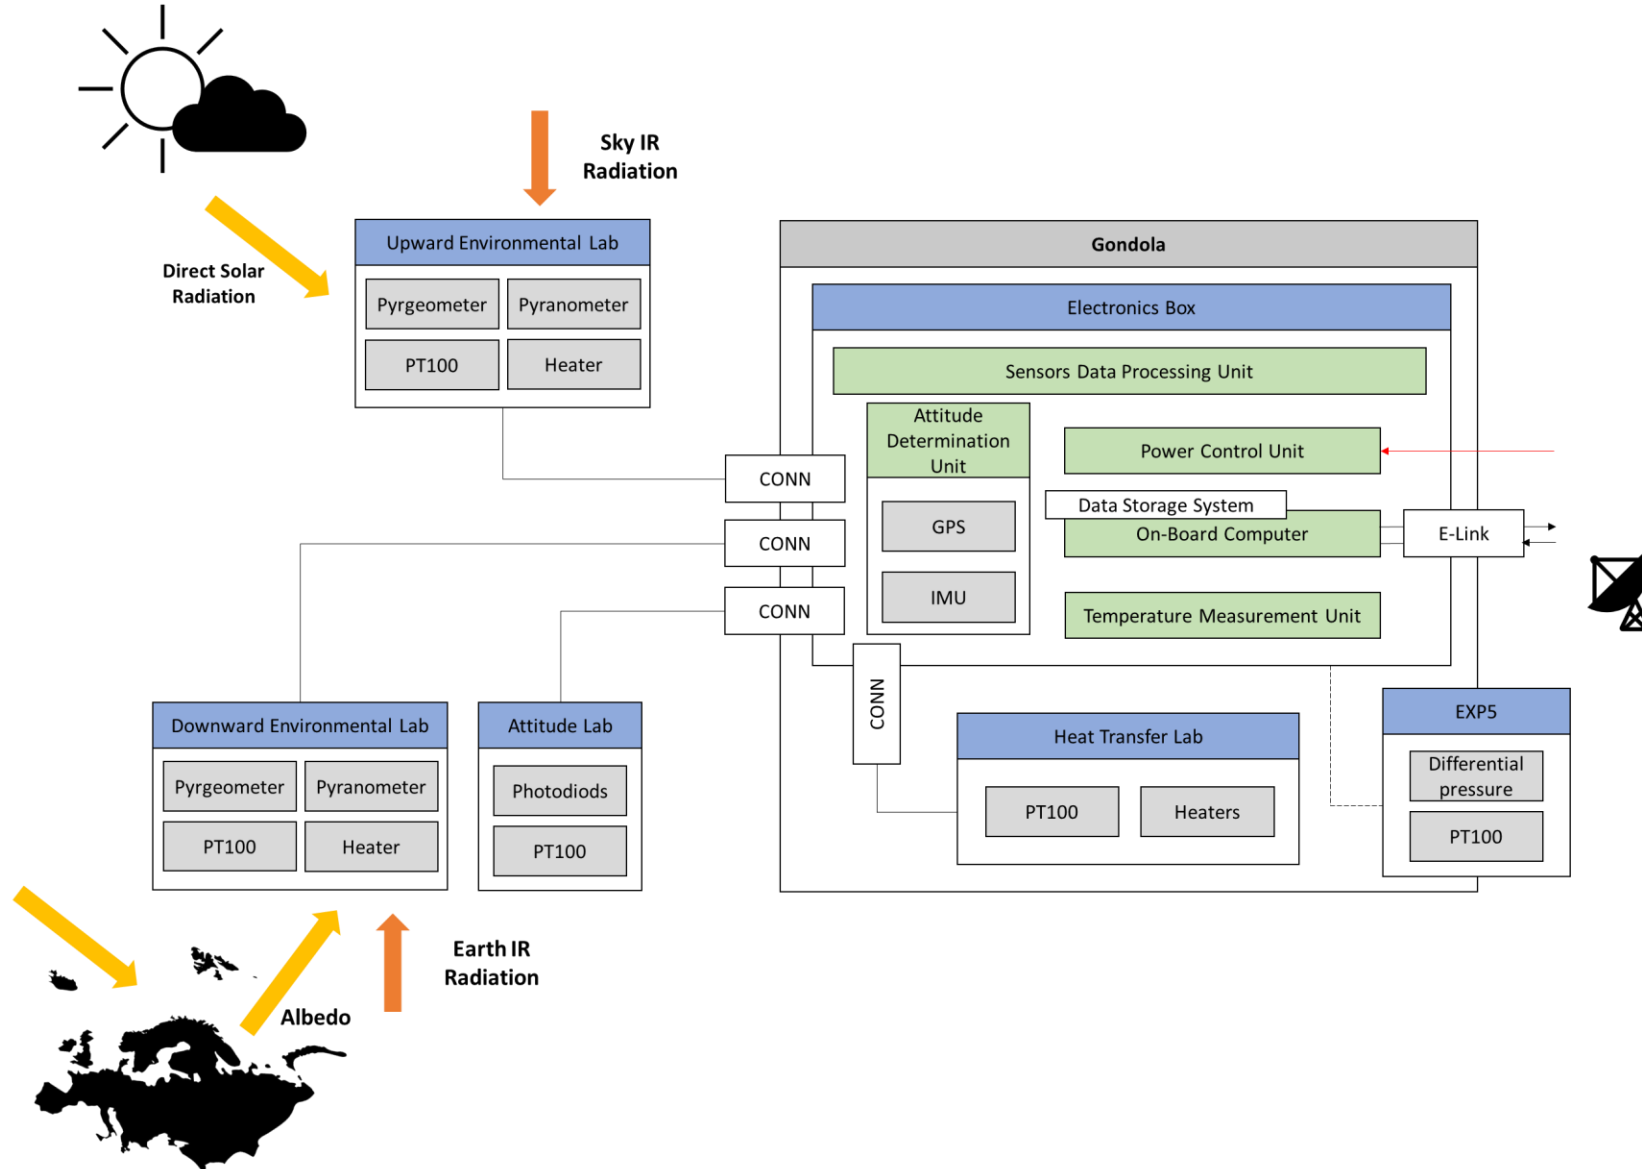 Sky IR
Radiation
Direct Solar
Radiation
Upward Environmental Lab
Pyrgeometer
Pyranometer
PT100
Heater
Gondola
Electronics Box
Sensors Data Processing Unit
Attitude
Determination
Unit
GPS
IMU
Power Control Unit
Data Storage System
On-Board Computer
Temperature Measurement Unit
E-Link
CONN
CONN
CONN
CONN
Downward Environmental Lab
Pyrgeometer
Pyranometer
PT100
Heater
Attitude Lab
Photodiods
PT100
Heat Transfer Lab
PT100
Heaters
EXP5
Differential
pressure
PT100
Earth IR
Radiation
Albedo